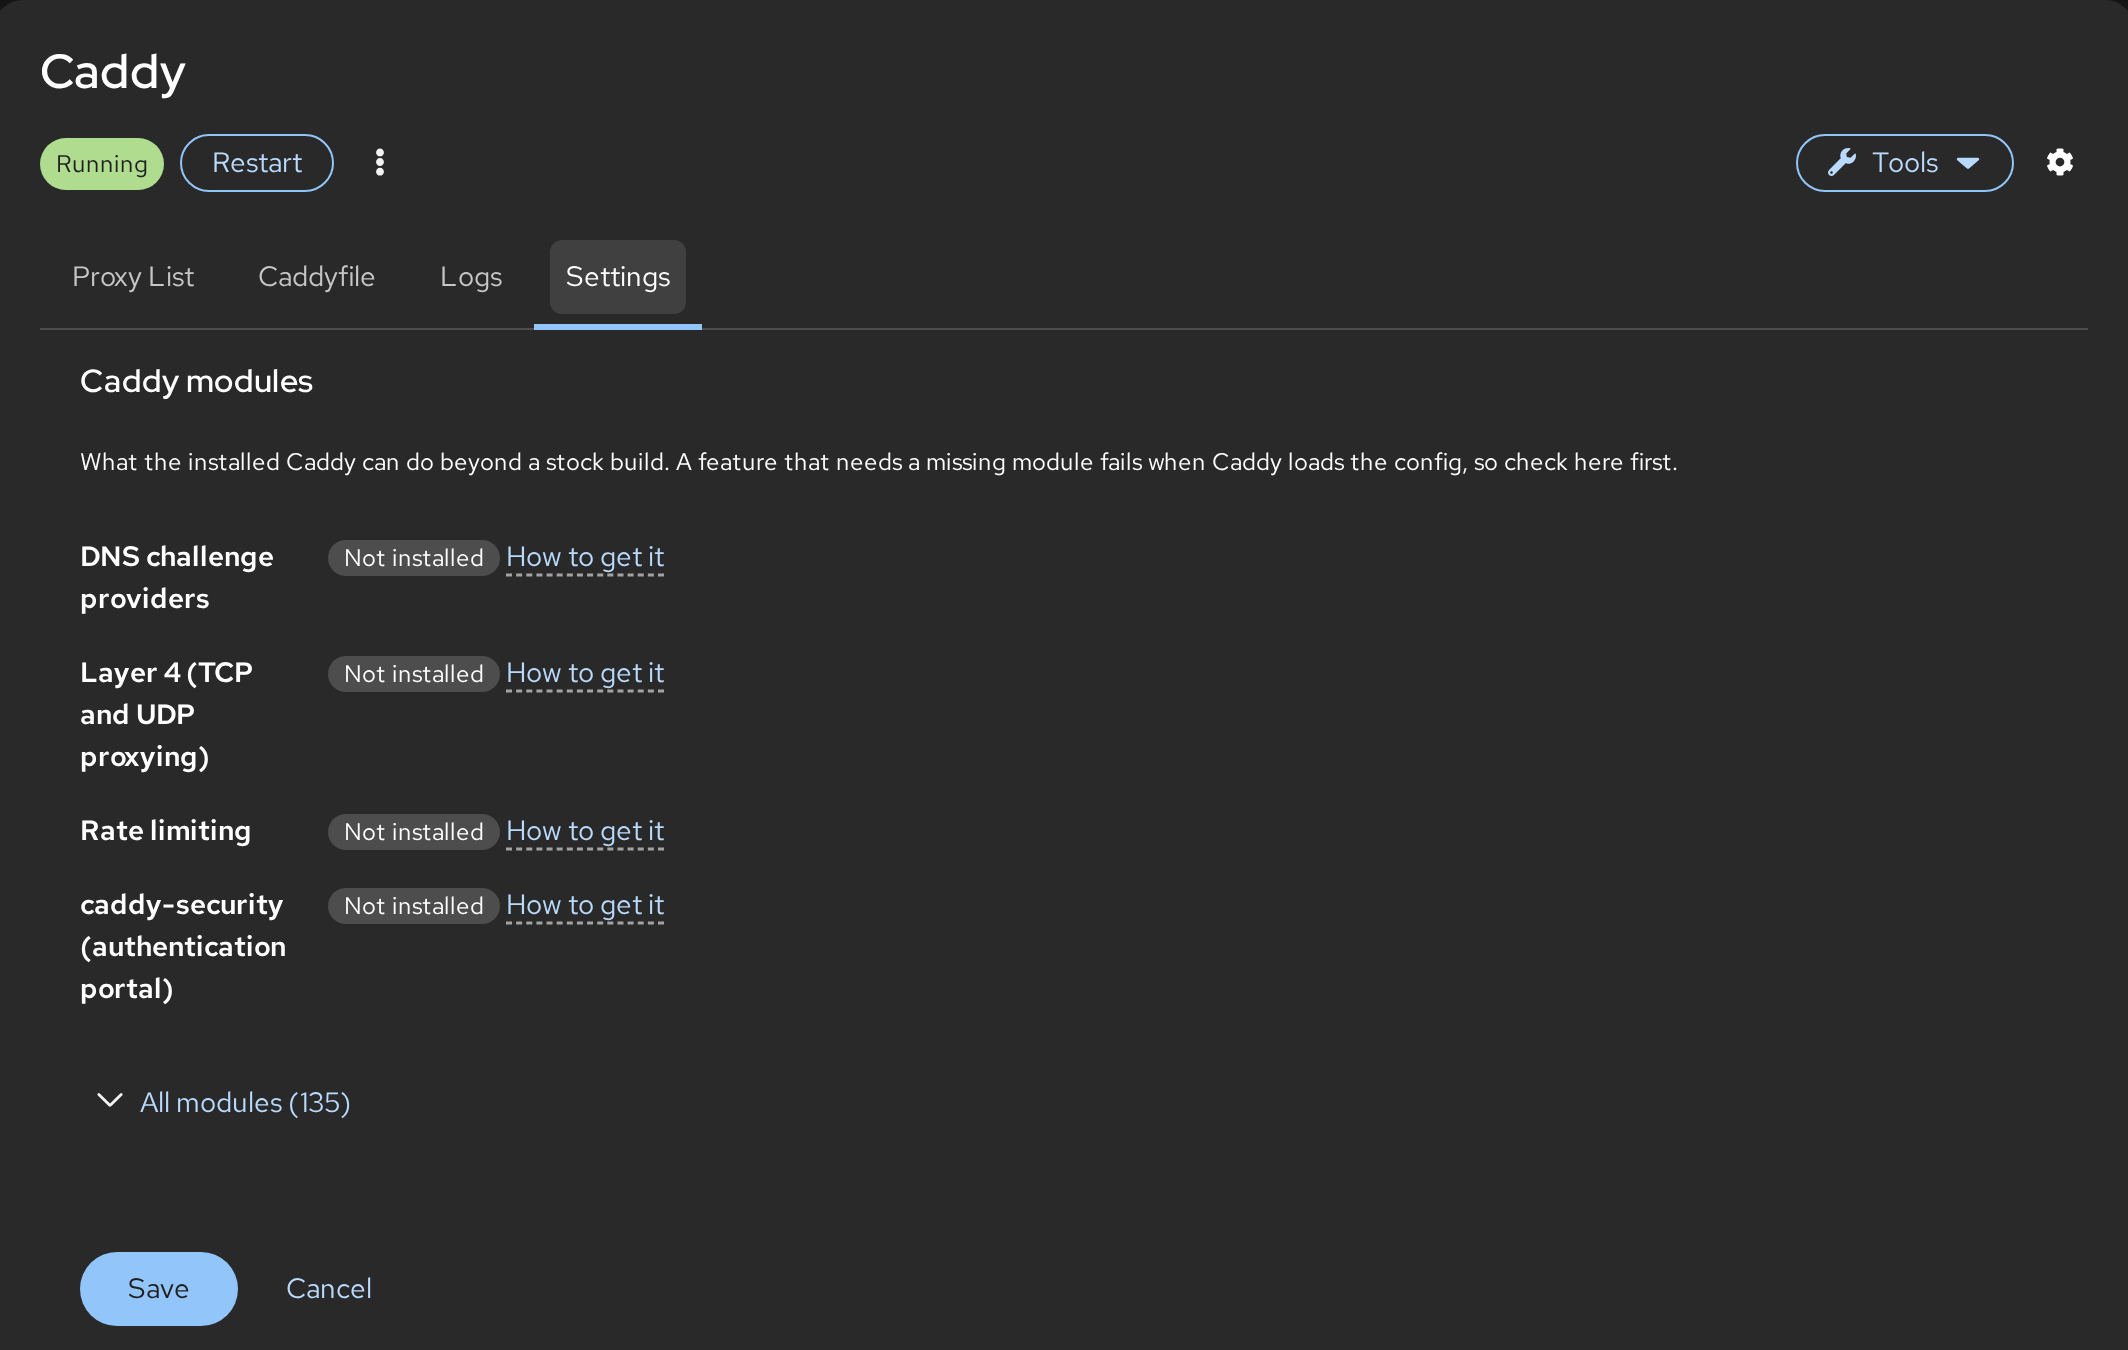 Caddy
Running
Restart
Tools
Proxy List
Caddyfile
Logs
Settings
Caddy modules
What the installed Caddy can do beyond a stock build. A feature that needs a missing module fails when Caddy loads the config, so check here first.
DNS challenge
providers
Not installed
How to get it
Layer 4 (TCP
and UDP
proxying)
Not installed
How to get it
Rate limiting
Not installed
How to get it
caddy-security
(authentication
portal)
Not installed
How to get it
All modules (135)
Save
Cancel